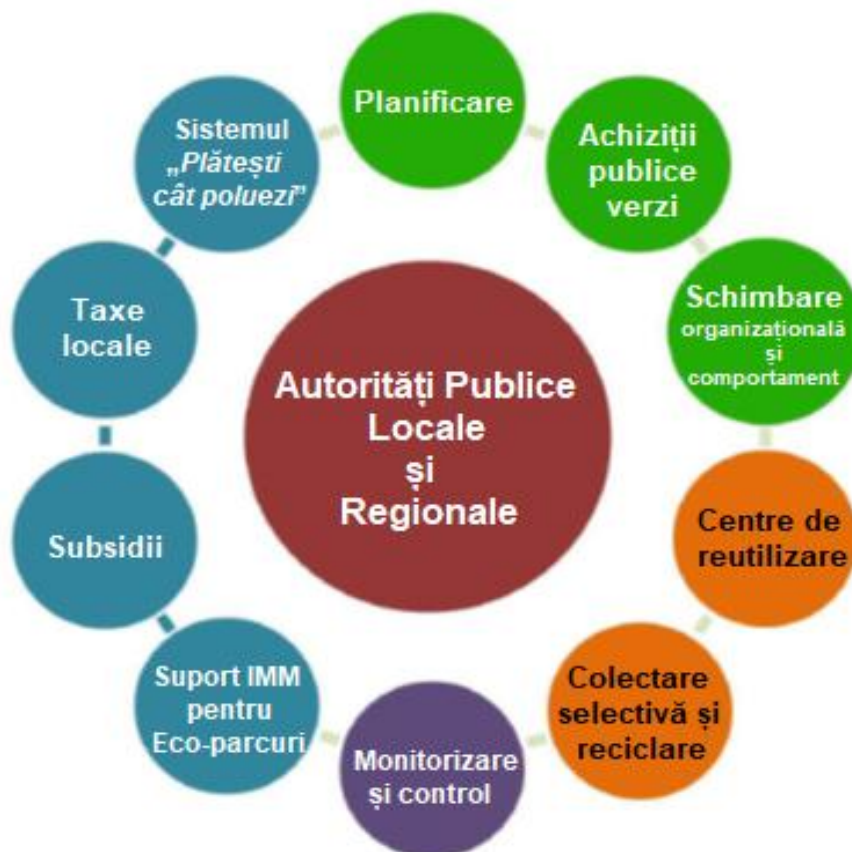 Planificare
Achiziții
publice
verzi
Schimbare
organizațională
și
comportament
Centre de
reutilizare
Colectare
selectivă și
reciclare
Monitorizare
și control
Suport IMM
pentru
Eco-parcuri
Subsidii
Taxe
locale
Sistemul
„Plătești
cât poluezi”
Autorități Publice
Locale
și
Regionale